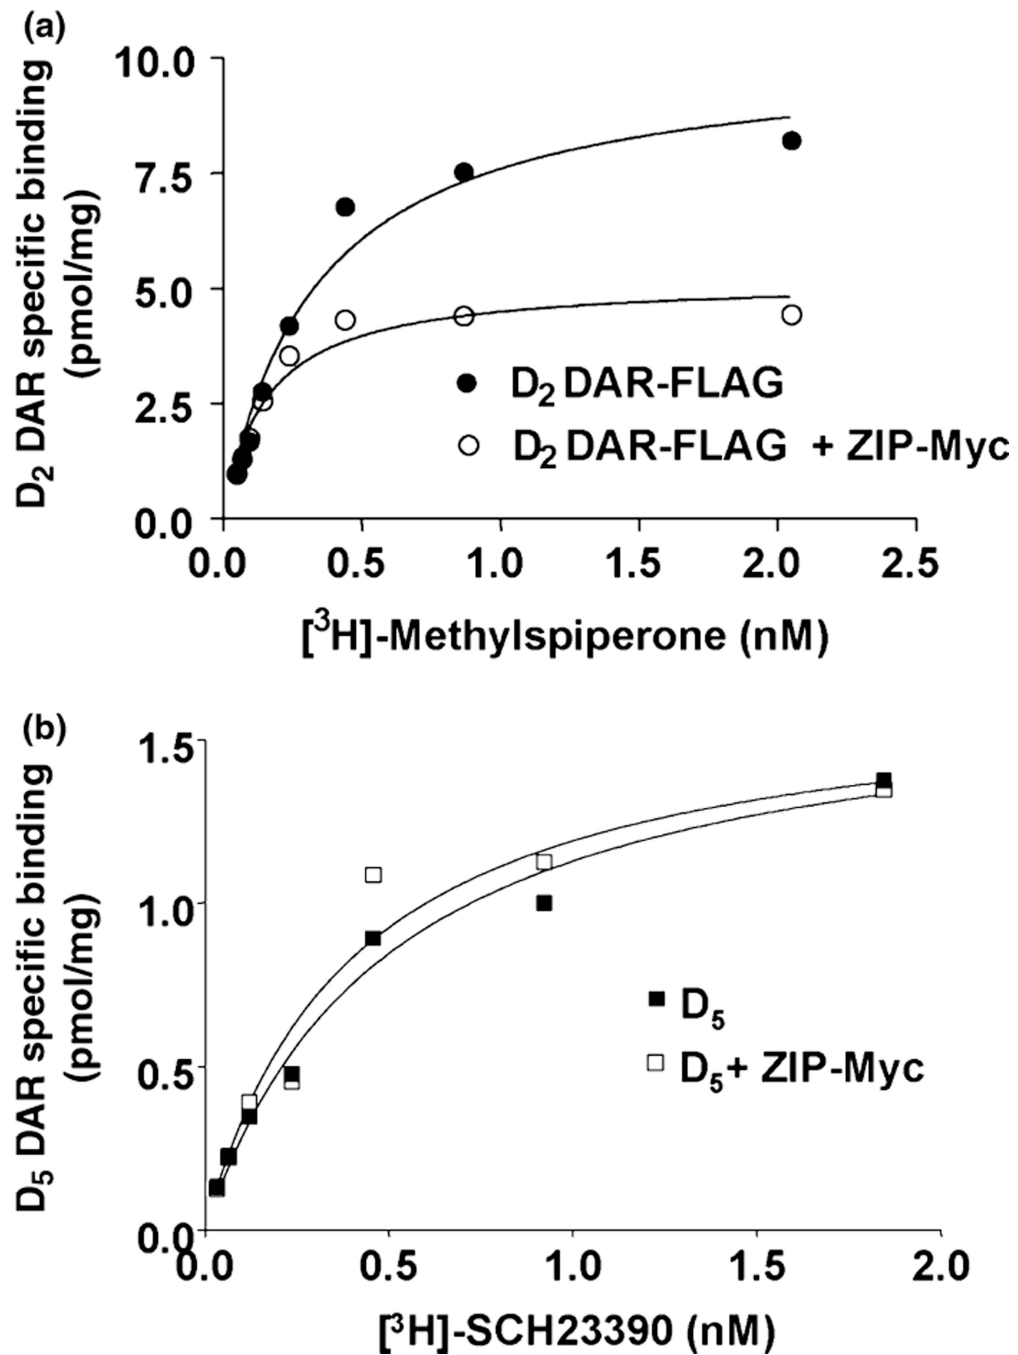 (a)
D₂ DAR specific binding
(pmol/mg)
10.0
7.5
5.0
2.5
0.0
D₂ DAR-FLAG
D₂ DAR-FLAG + ZIP-Myc
0.0 0.5 1.0 1.5 2.0 2.5
[³H]-Methylspiperone (nM)
(b)
D₅ DAR specific binding
(pmol/mg)
1.5
1.0
0.5
0.0
D₅
D₅+ ZIP-Myc
0.0 0.5 1.0 1.5 2.0
[³H]-SCH23390 (nM)